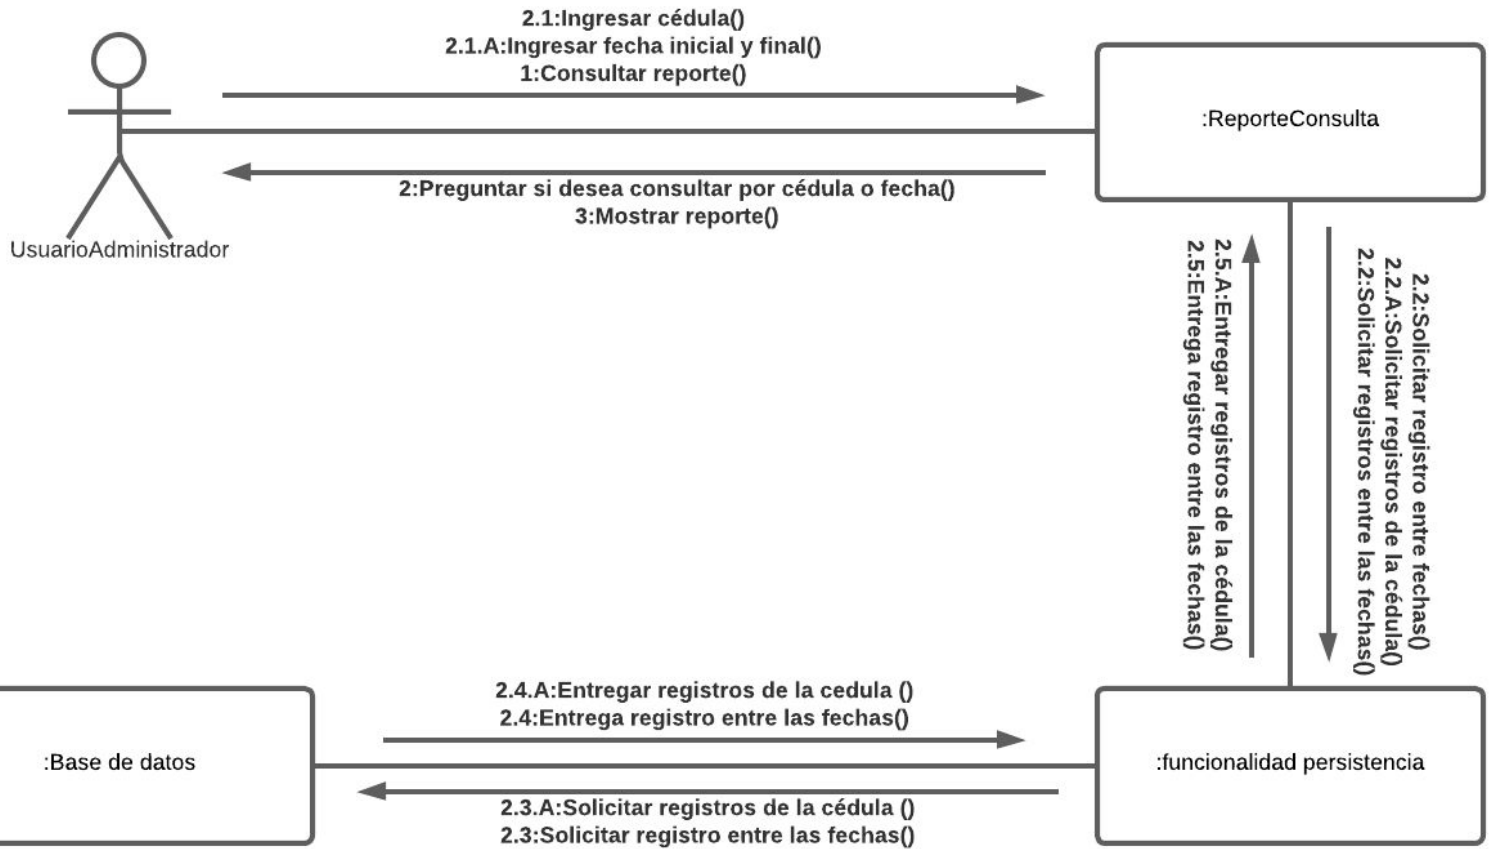 2.1:Ingresar cédula()
2.1.A:Ingresar fecha inicial y final()
1:Consultar reporte()
:ReporteConsulta
2:Preguntar si desea consultar por cédula o fecha()
3:Mostrar reporte()
UsuarioAdministrador
2.5.A:Entregar registros de la cédula()
2.5:Entrega registro entre las fechas()
2.2:Solicitar registro entre fechas()
2.2.A:Solicitar registros de la cédula()
2.2:Solicitar registros entre las fechas()
2.4.A:Entregar registros de la cedula ()
2.4:Entrega registro entre las fechas()
:Base de datos
:funcionalidad persistencia
2.3.A:Solicitar registros de la cédula ()
2.3:Solicitar registro entre las fechas()